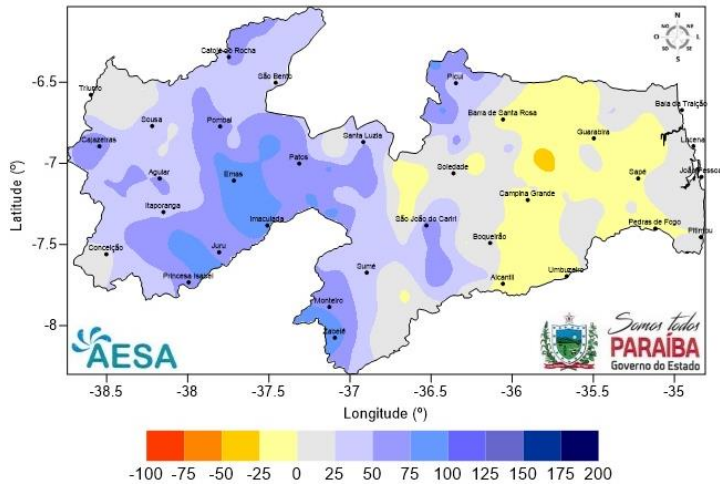 N
NO NE
O L
SO SE
S
Catolé do Rocha
São Bento
Triunfo
Picuí
Baía da Traição
Sousa
Pombal
Barra de Santa Rosa
Cajazeiras
Santa Luzia
Guarabira
Lucena
Patos
Aguiar
Emas
Soledade
Sapé
João Pessoa
Itaporanga
Campina Grande
Imaculada
São João do Cariri
Pedras de Fogo
Pitimbu
Conceição
Juru
Boqueirão
Princesa Isabel
Sumé
Alcantil
Umbuzeiro
Monteiro
Zabelê
-6.5
-7
-7.5
-8
Latitude (º)
AESA
Somos todos
PARAÍBA
Governo do Estado
-38.5 -38 -37.5 -37 -36.5 -36 -35.5 -35
Longitude (º)
-100 -75 -50 -25 0 25 50 75 100 125 150 175 200